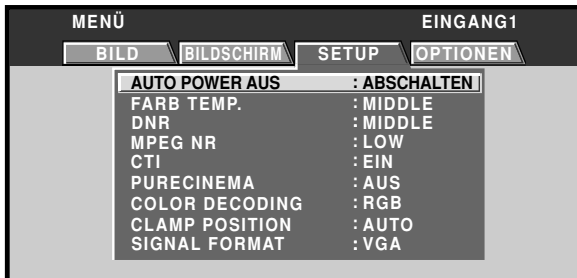 MENÜ EINGANG1
BILD BILDSCHIRM SETUP OPTIONEN
AUTO POWER AUS : ABSCHALTEN
FARB TEMP. : MIDDLE
DNR : MIDDLE
MPEG NR : LOW
CTI : EIN
PURECINEMA : AUS
COLOR DECODING : RGB
CLAMP POSITION : AUTO
SIGNAL FORMAT : VGA